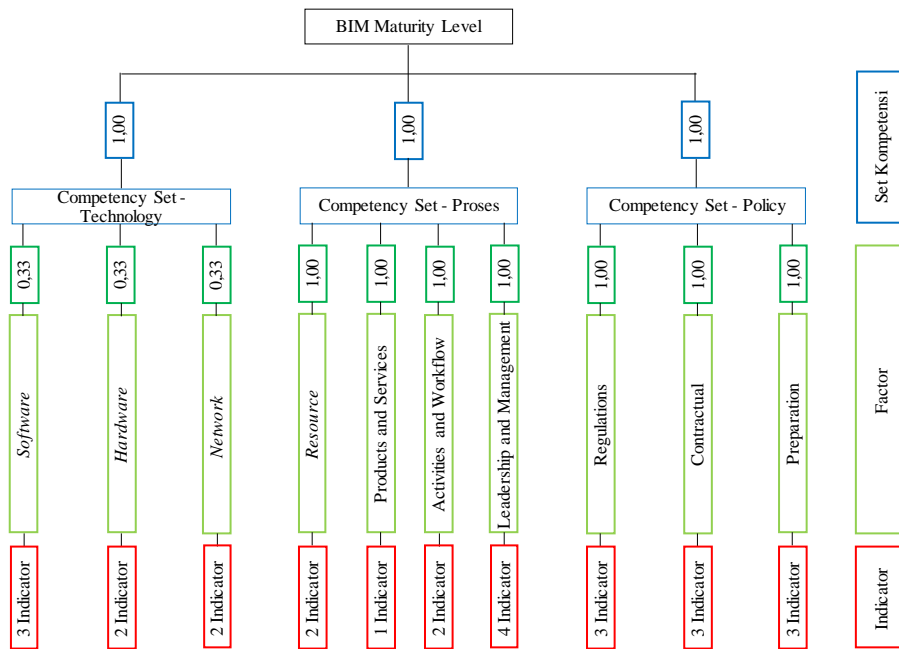 BIM Maturity Level
1,00
1,00
1,00
Set Kompetensi
Competency Set -
Technology
Competency Set - Proses
Competency Set - Policy
0,33
0,33
0,33
1,00
1,00
1,00
1,00
1,00
1,00
1,00
Software
Hardware
Network
Resource
Products and Services
Activities and Workflow
Leadership and Management
Regulations
Contractual
Preparation
Factor
3 Indicator
2 Indicator
2 Indicator
2 Indicator
1 Indicator
2 Indicator
4 Indicator
3 Indicator
3 Indicator
3 Indicator
Indicator